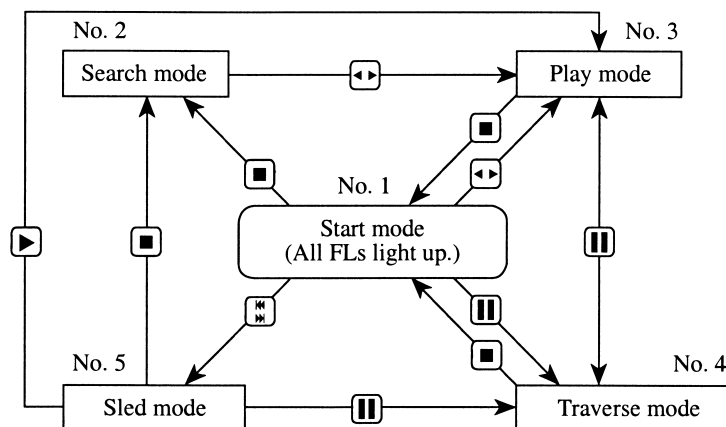 No. 2
No. 3
Search mode
Play mode
No. 1
Start mode
(All FLs light up.)
No. 5
No. 4
Sled mode
Traverse mode